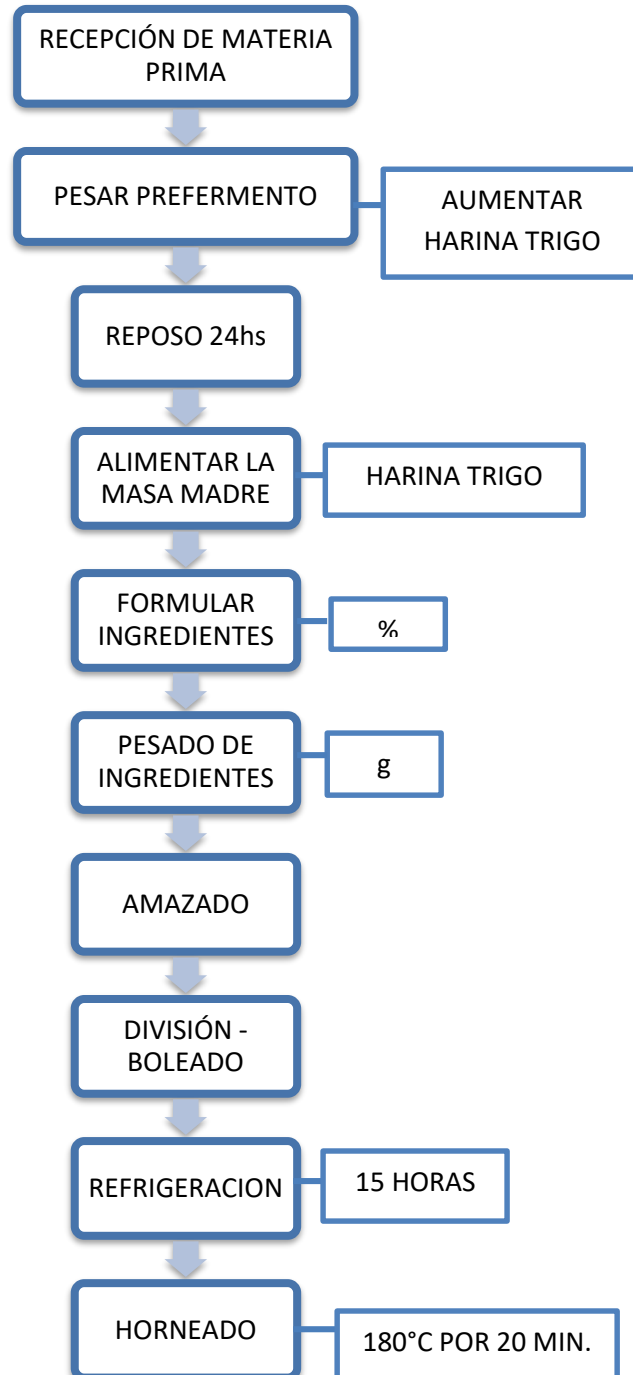 RECEPCIÓN DE MATERIA
PRIMA
PESAR PREFERMENTO
AUMENTAR
HARINA TRIGO
REPOSO 24hs
ALIMENTAR LA
MASA MADRE
HARINA TRIGO
FORMULAR
INGREDIENTES
%
PESADO DE
INGREDIENTES
g
AMAZADO
DIVISIÓN -
BOLEADO
REFRIGERACION
15 HORAS
HORNEADO
180°C POR 20 MIN.